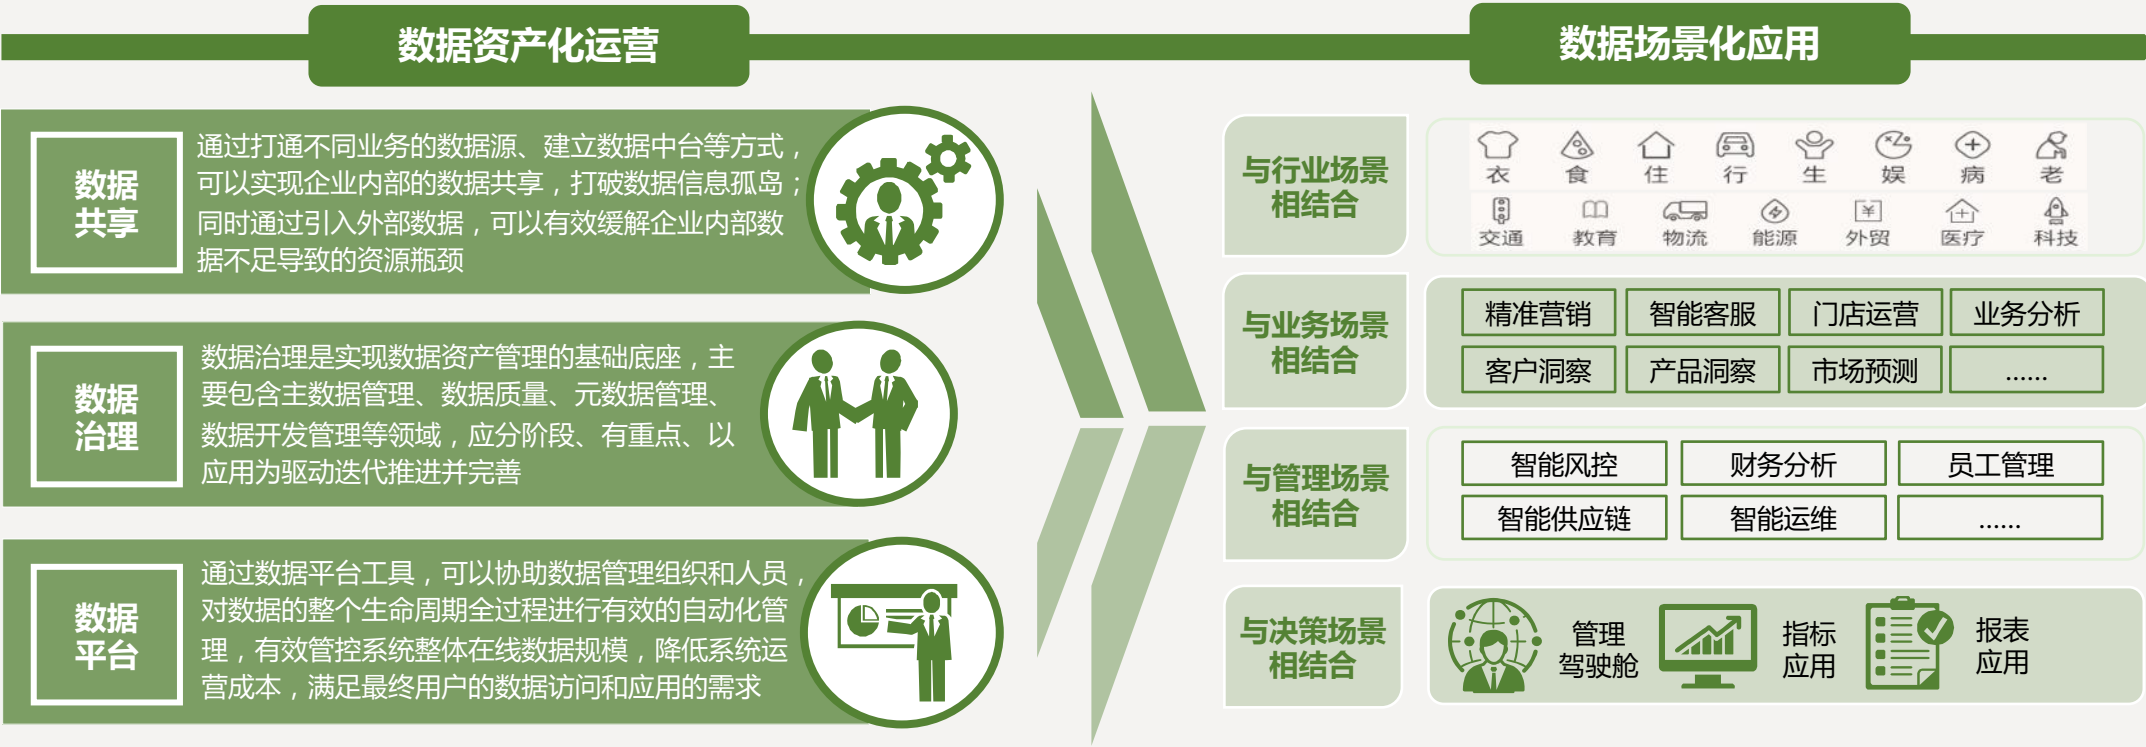 数据资产化运营
数据共享
通过打通不同业务的数据源、建立数据中台等方式，
可以实现企业内部的数据共享，打破数据信息孤岛；
同时通过引入外部数据，可以有效缓解企业内部数
据不足导致的资源瓶颈
数据治理
数据治理是实现数据资产管理的基础底座，主
要包含主数据管理、数据质量、元数据管理、
数据开发管理等领域，应分阶段、有重点、以
应用为驱动迭代推进并完善
数据平台
通过数据平台工具，可以协助数据管理组织和人员，
对数据的整个生命周期全过程进行有效的自动化管
理，有效管控系统整体在线数据规模，降低系统运
营成本，满足最终用户的数据访问和应用的需求
数据场景化应用
与行业场景
相结合
衣 食 住 行 生 娱 病 老
交通 教育 物流 能源 外贸 医疗 科技
与业务场景
相结合
精准营销 智能客服 门店运营 业务分析
客户洞察 产品洞察 市场预测 ......
与管理场景
相结合
智能风控 财务分析 员工管理
智能供应链 智能运维 ......
与决策场景
相结合
管理
驾驶舱
指标
应用
报表
应用